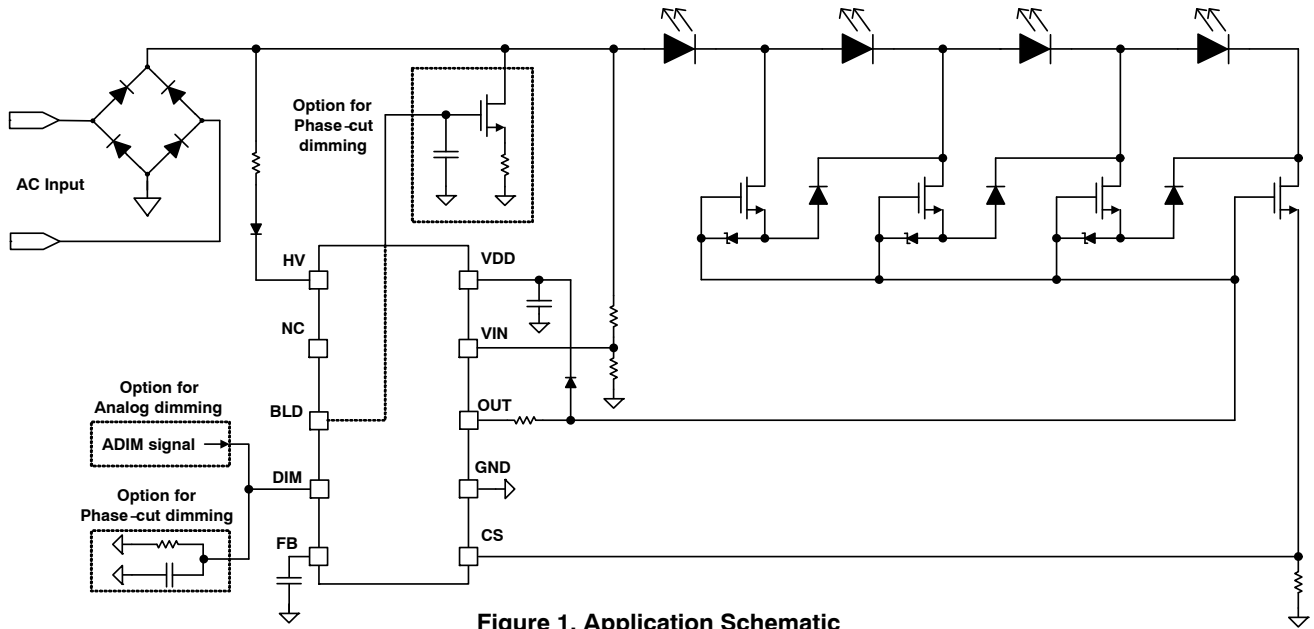 Option for
Phase-cut
dimming
AC Input
HV
VDD
NC
VIN
Option for
Analog dimming
ADIM signal
BLD
OUT
DIM
GND
Option for
Phase-cut dimming
FB
CS
Figure 1. Application Schematic